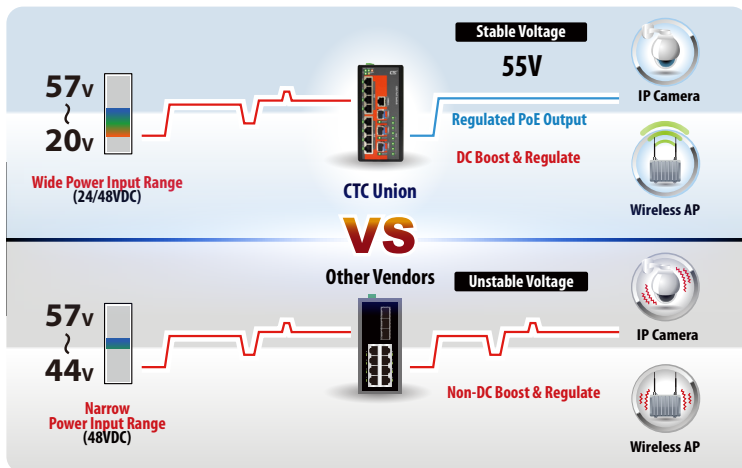 Stable Voltage
57V
~
20V
55V
IP Camera
Regulated PoE Output
DC Boost & Regulate
Wide Power Input Range
(24/48VDC)
CTC Union
Wireless AP
VS
Other Vendors
Unstable Voltage
57V
~
44V
IP Camera
Non-DC Boost & Regulate
Narrow
Power Input Range
(48VDC)
Wireless AP